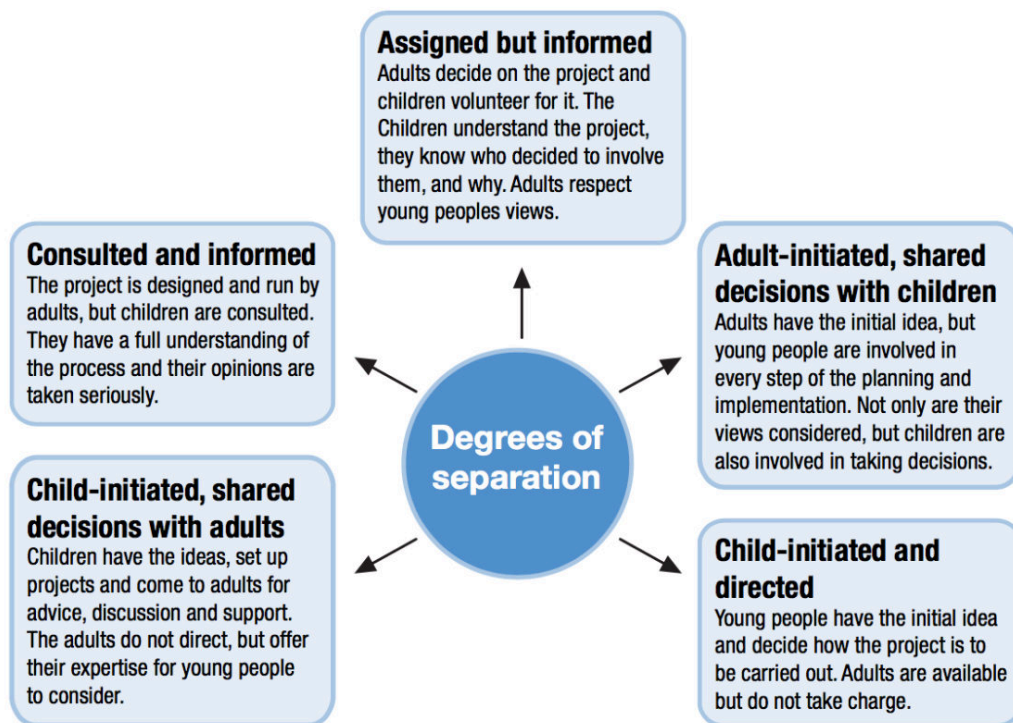 Assigned but informed
Adults decide on the project and
children volunteer for it. The
Children understand the project,
they know who decided to involve
them, and why. Adults respect
young peoples views.
Consulted and informed
The project is designed and run by
adults, but children are consulted.
They have a full understanding of
the process and their opinions are
taken seriously.
Adult-initiated, shared
decisions with children
Adults have the initial idea, but
young people are involved in
every step of the planning and
implementation. Not only are their
views considered, but children are
also involved in taking decisions.
Degrees of
separation
Child-initiated, shared
decisions with adults
Children have the ideas, set up
projects and come to adults for
advice, discussion and support.
The adults do not direct, but offer
their expertise for young people
to consider.
Child-initiated and
directed
Young people have the initial idea
and decide how the project is to
be carried out. Adults are available
but do not take charge.